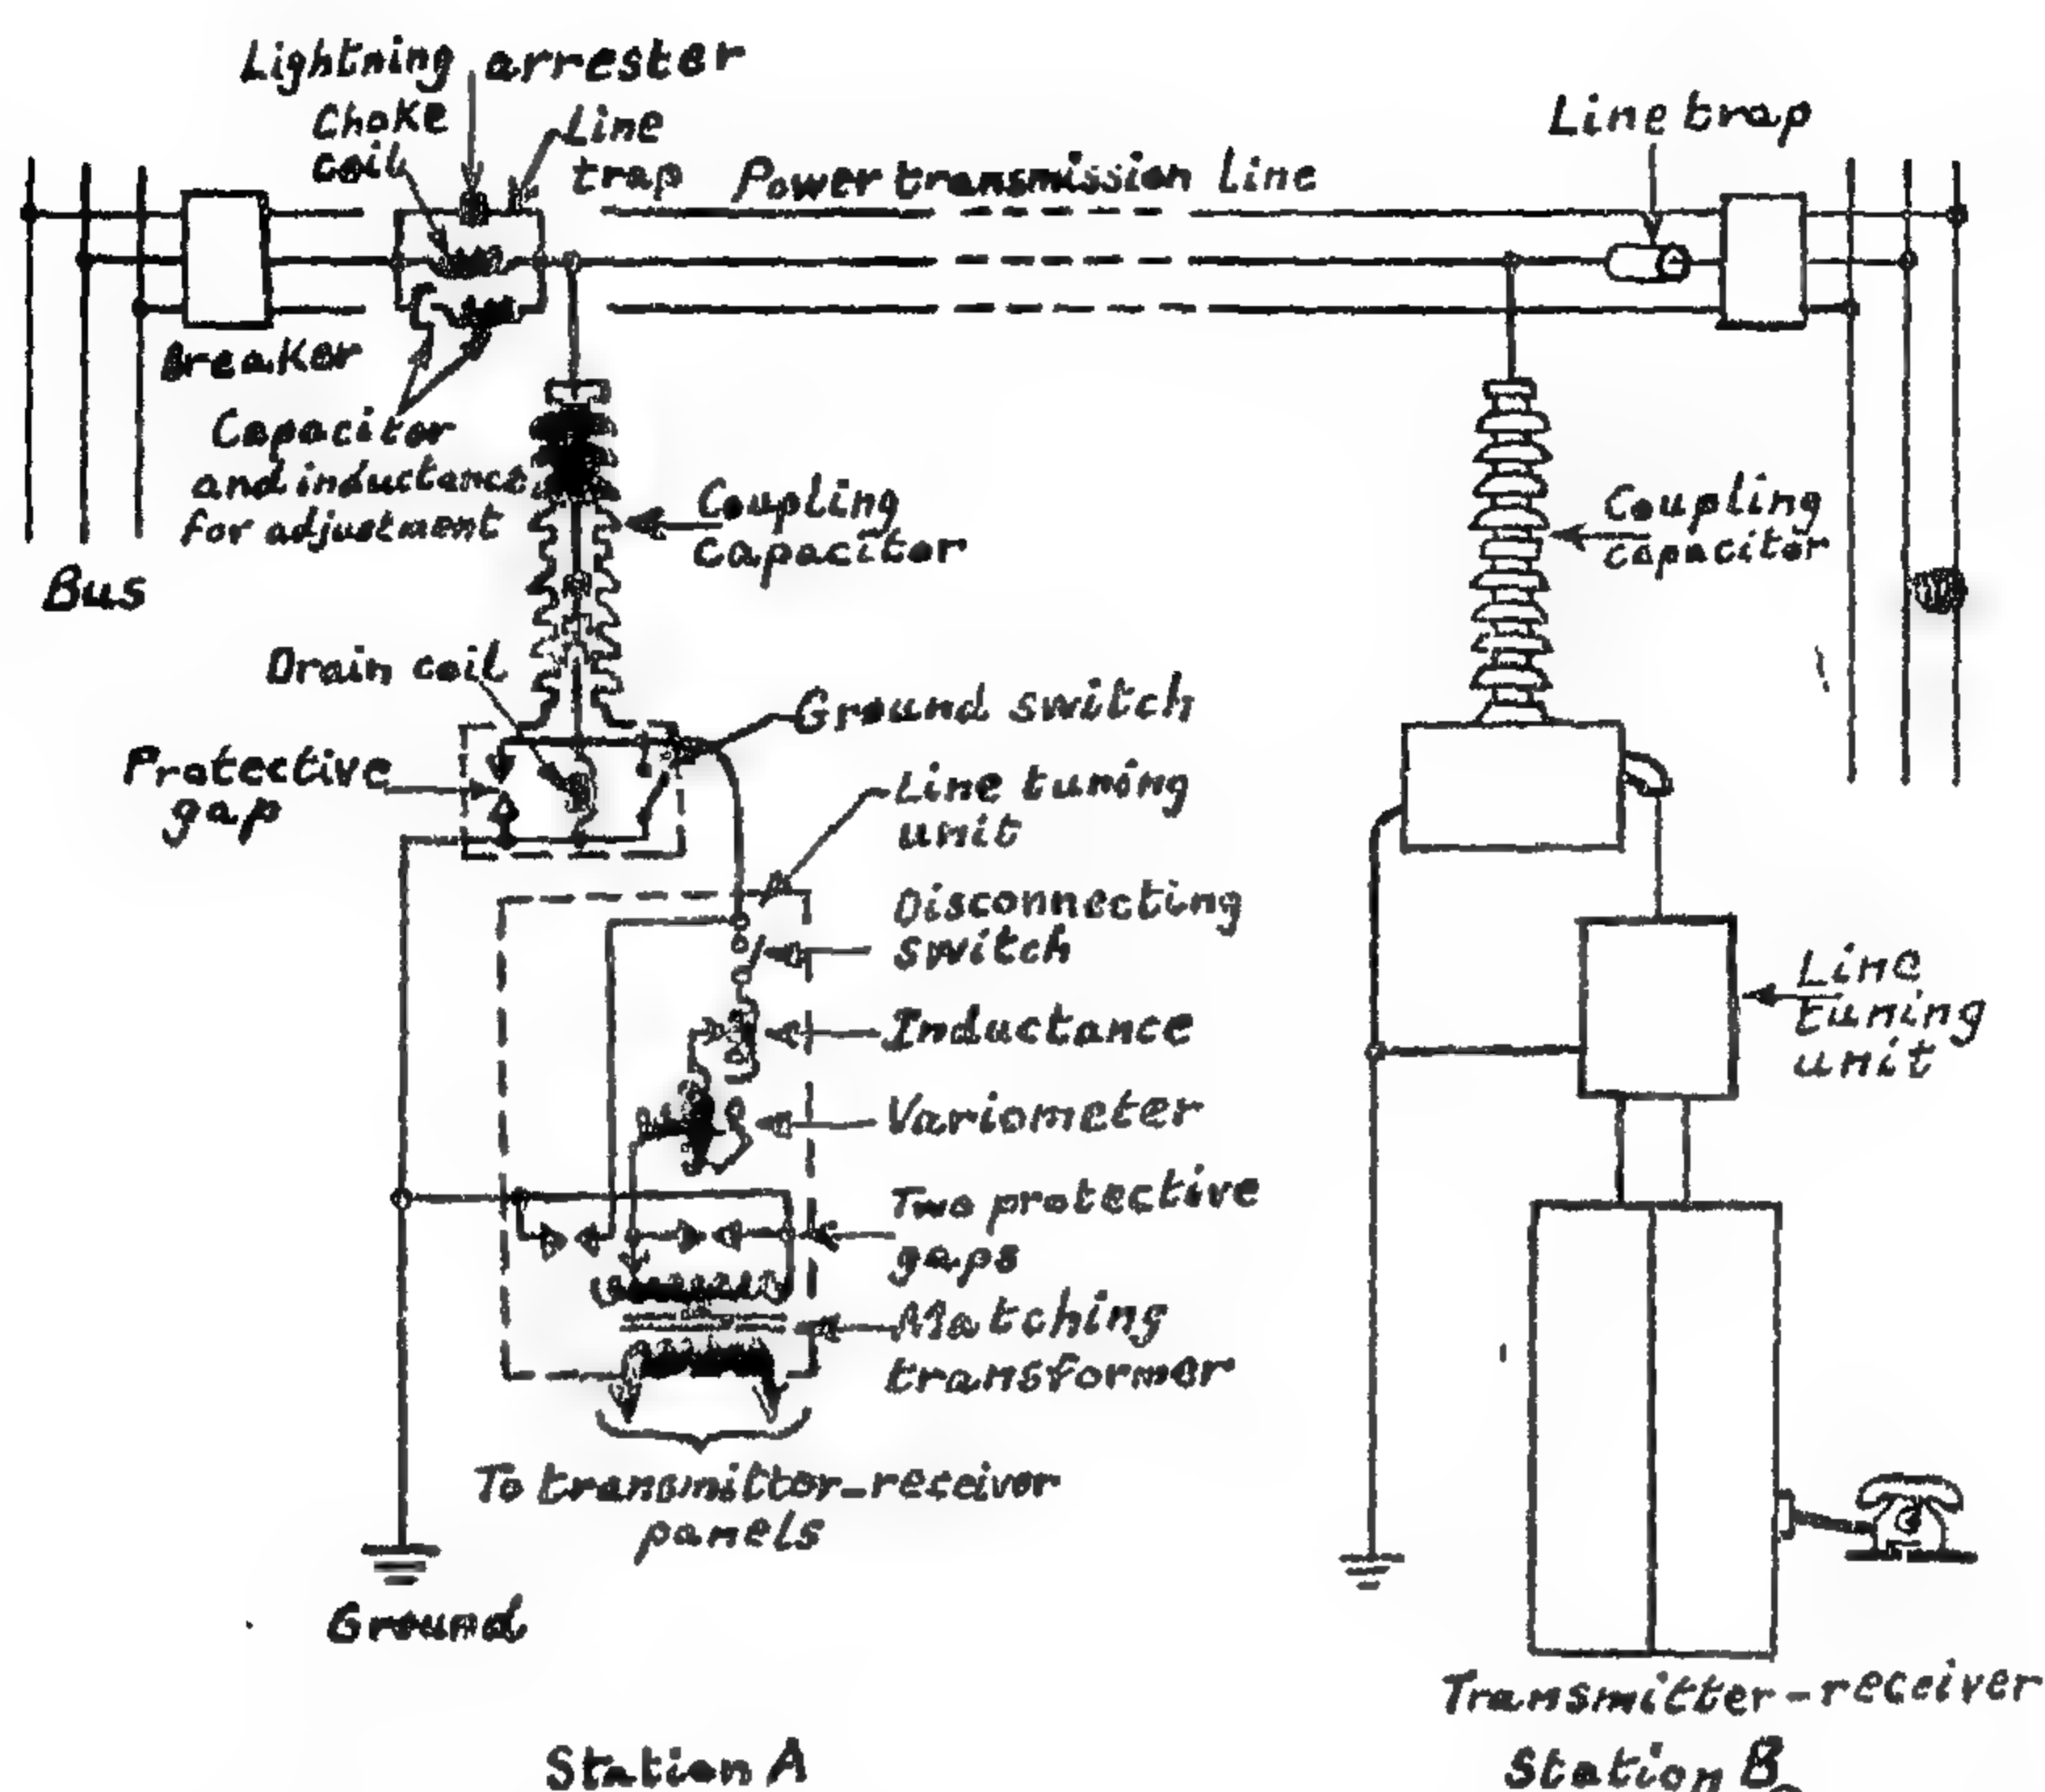 Lightning arrester
Choke
coil
Line
trap
Power transmission Line
Line trap
Breaker
Capacitor
and inductance
for adjustment
Bus
Coupling
capacitor
Coupling
capacitor
Drain coil
Ground switch
Protective
gap
Line tuning
unit
Disconnecting
switch
Line
tuning
unit
Inductance
Variometer
Two protective
gaps
Matching
transformer
To transmitter-receiver
panels
Ground
Transmitter-receiver
Station A
Station B